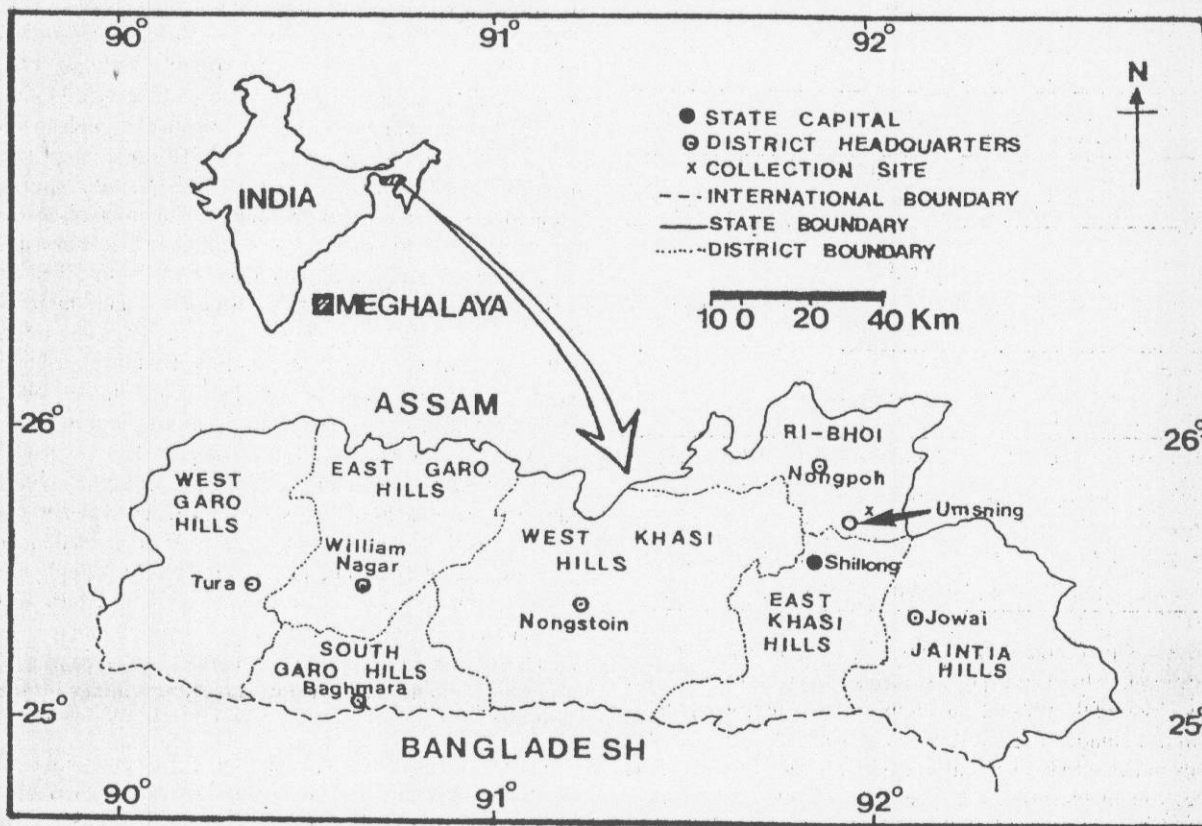 90°
91°
92°
N
STATE CAPITAL
DISTRICT HEADQUARTERS
x COLLECTION SITE
INTERNATIONAL BOUNDARY
STATE BOUNDARY
DISTRICT BOUNDARY
10 0 20 40 Km
INDIA
MEGHALAYA
ASSAM
26°
26°
RI-BHOI
Nongpoh
x
Umsning
EAST GARO
HILLS
WEST
GARO
HILLS
WEST KHASI
HILLS
William
Nagar
Tura
Shillong
Nongstoin
EAST
KHASI
HILLS
Jowai
JAINTIA
HILLS
SOUTH
GARO HILLS
Baghmara
25°
25°
BANGLADESH
90°
91°
92°